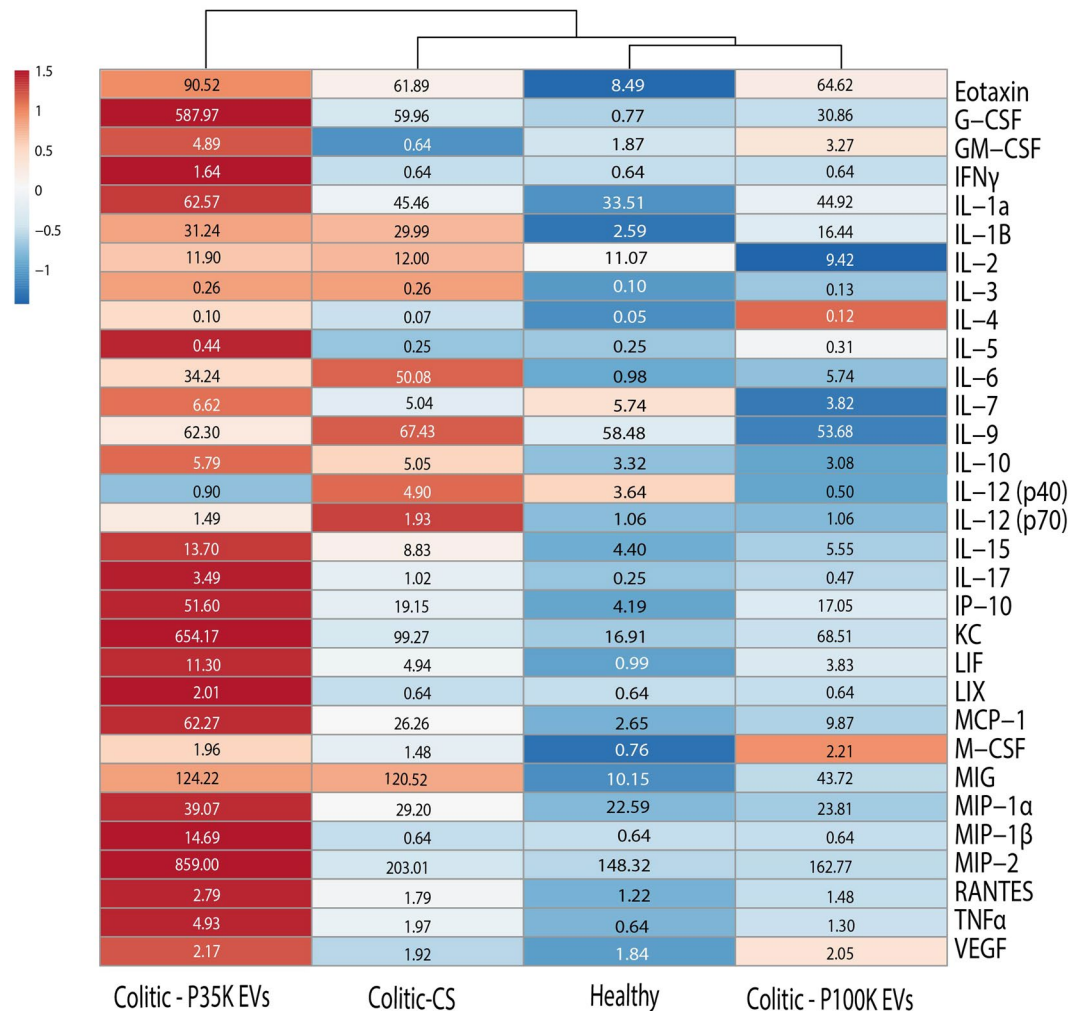 1.5
1
0.5
0
−0.5
−1
90.52 61.89 8.49 64.62 Eotaxin
587.97 59.96 0.77 30.86 G−CSF
4.89 0.64 1.87 3.27 GM−CSF
1.64 0.64 0.64 0.64 IFNγ
62.57 45.46 33.51 44.92 IL−1a
31.24 29.99 2.59 16.44 IL−1B
11.90 12.00 11.07 9.42 IL−2
0.26 0.26 0.10 0.13 IL−3
0.10 0.07 0.05 0.12 IL−4
0.44 0.25 0.25 0.31 IL−5
34.24 50.08 0.98 5.74 IL−6
6.62 5.04 5.74 3.82 IL−7
62.30 67.43 58.48 53.68 IL−9
5.79 5.05 3.32 3.08 IL−10
0.90 4.90 3.64 0.50 IL−12 (p40)
1.49 1.93 1.06 1.06 IL−12 (p70)
13.70 8.83 4.40 5.55 IL−15
3.49 1.02 0.25 0.47 IL−17
51.60 19.15 4.19 17.05 IP−10
654.17 99.27 16.91 68.51 KC
11.30 4.94 0.99 3.83 LIF
2.01 0.64 0.64 0.64 LIX
62.27 26.26 2.65 9.87 MCP−1
1.96 1.48 0.76 2.21 M−CSF
124.22 120.52 10.15 43.72 MIG
39.07 29.20 22.59 23.81 MIP−1α
14.69 0.64 0.64 0.64 MIP−1β
859.00 203.01 148.32 162.77 MIP−2
2.79 1.79 1.22 1.48 RANTES
4.93 1.97 0.64 1.30 TNFα
2.17 1.92 1.84 2.05 VEGF
Colitic - P35K EVs Colitic-CS Healthy Colitic - P100K EVs